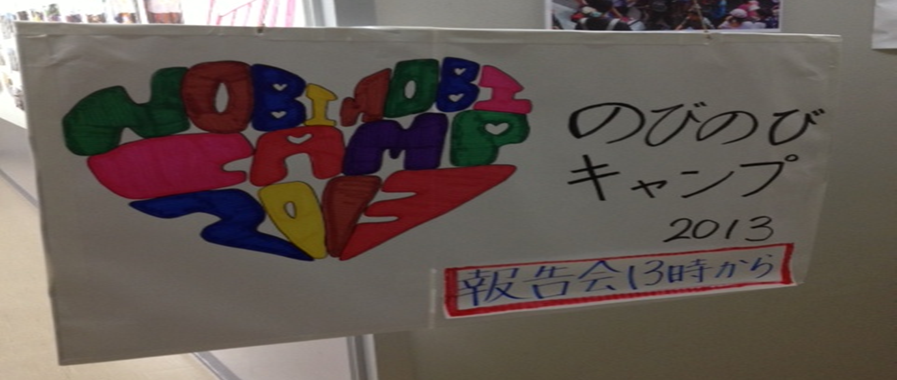 NOBI NOBI
CAMP
2013
のびのび
キャンプ
2013
報告会13時から